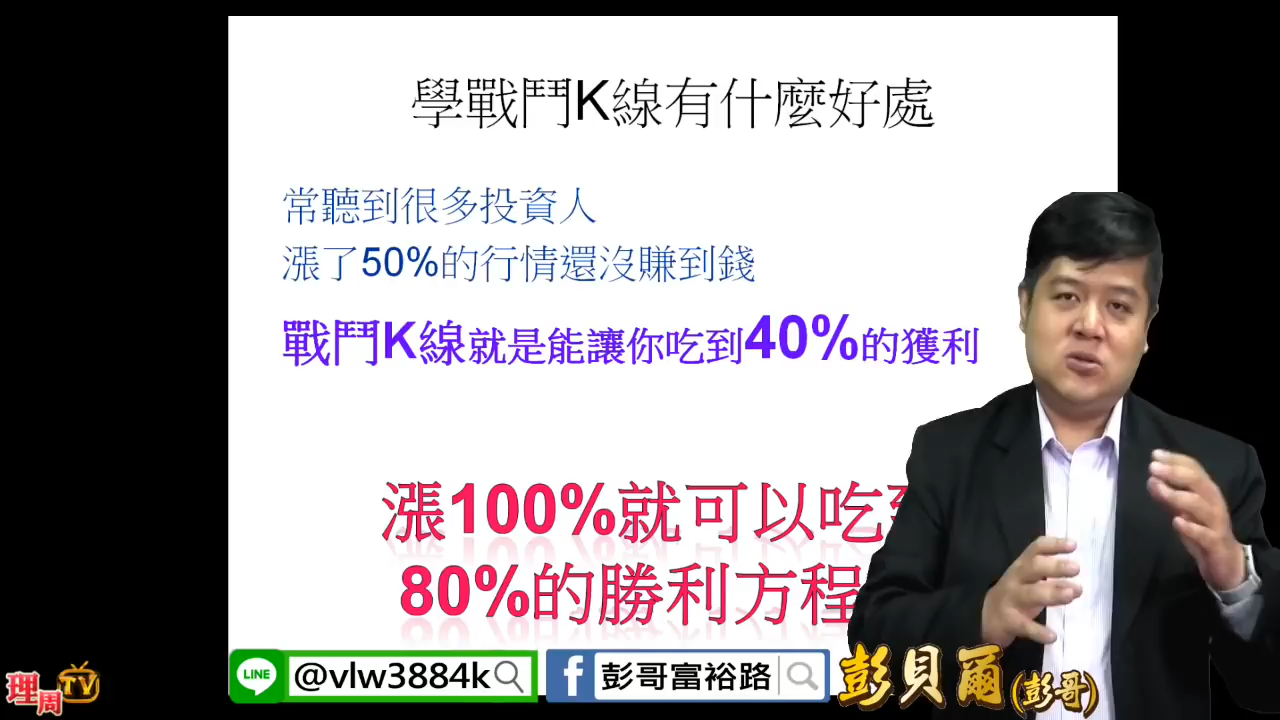 學戰鬥K線有什麼好處
常聽到很多投資人
漲了50%的行情還沒賺到錢
戰鬥K線就是能讓你吃到40%的獲利
漲100%就可以吃到
80%的勝利方程
LINE @vlw3884k
彭哥富裕路
彭貝爾(彭哥)
理周TV